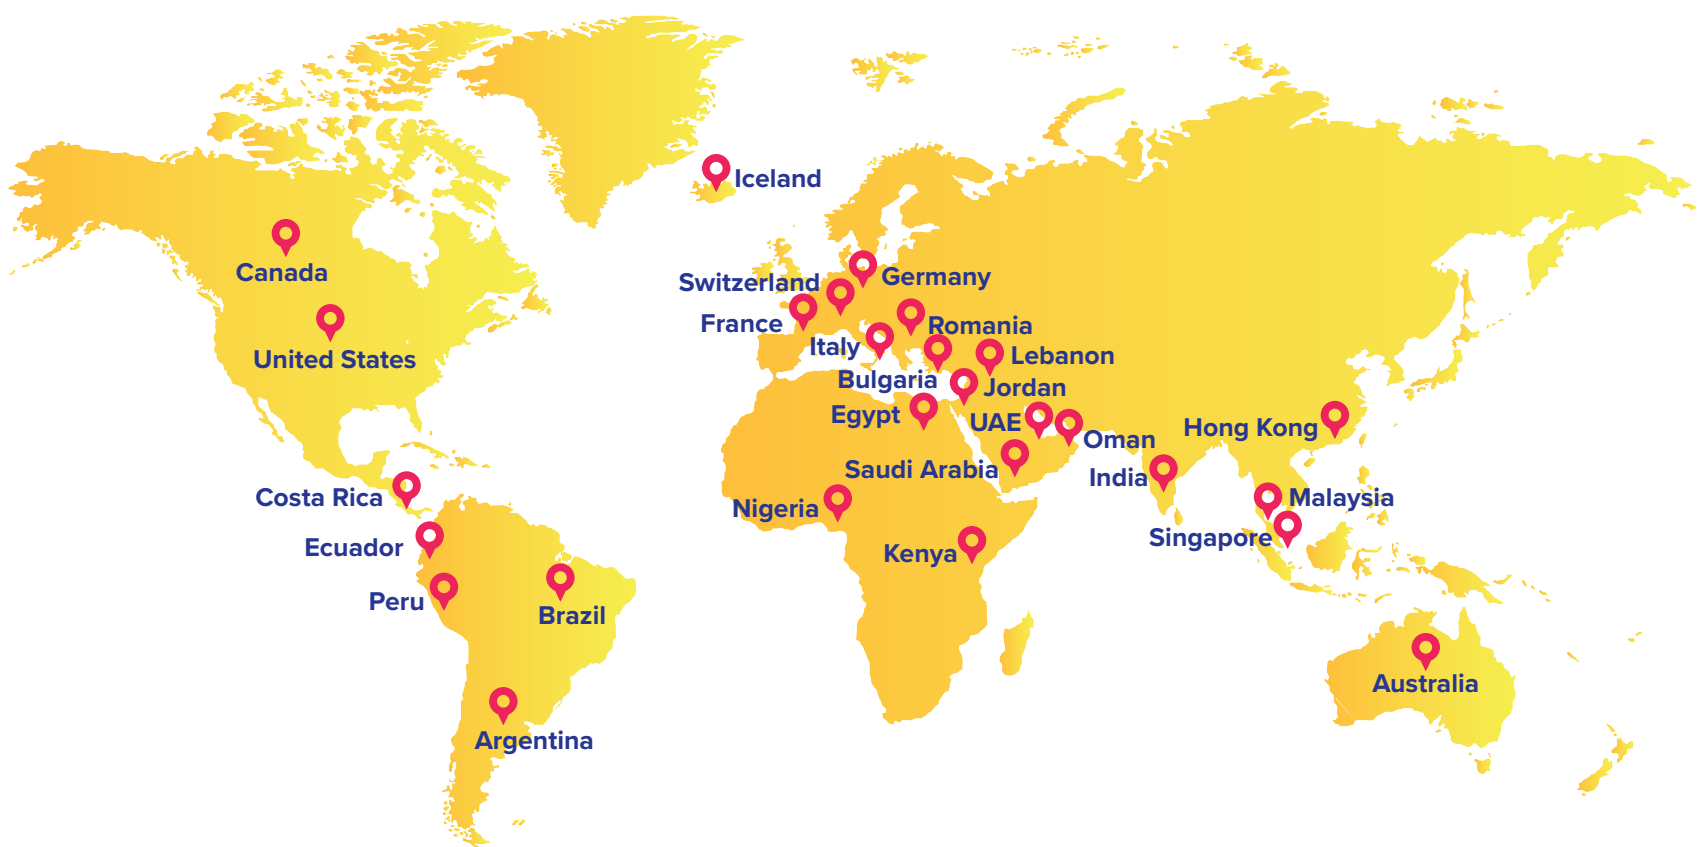 Iceland
Canada
Switzerland
Germany
France
Romania
United States
Italy
Lebanon
Bulgaria
Jordan
Egypt
UAE
Hong Kong
Oman
Saudi Arabia
India
Costa Rica
Malaysia
Nigeria
Singapore
Ecuador
Kenya
Peru
Brazil
Australia
Argentina